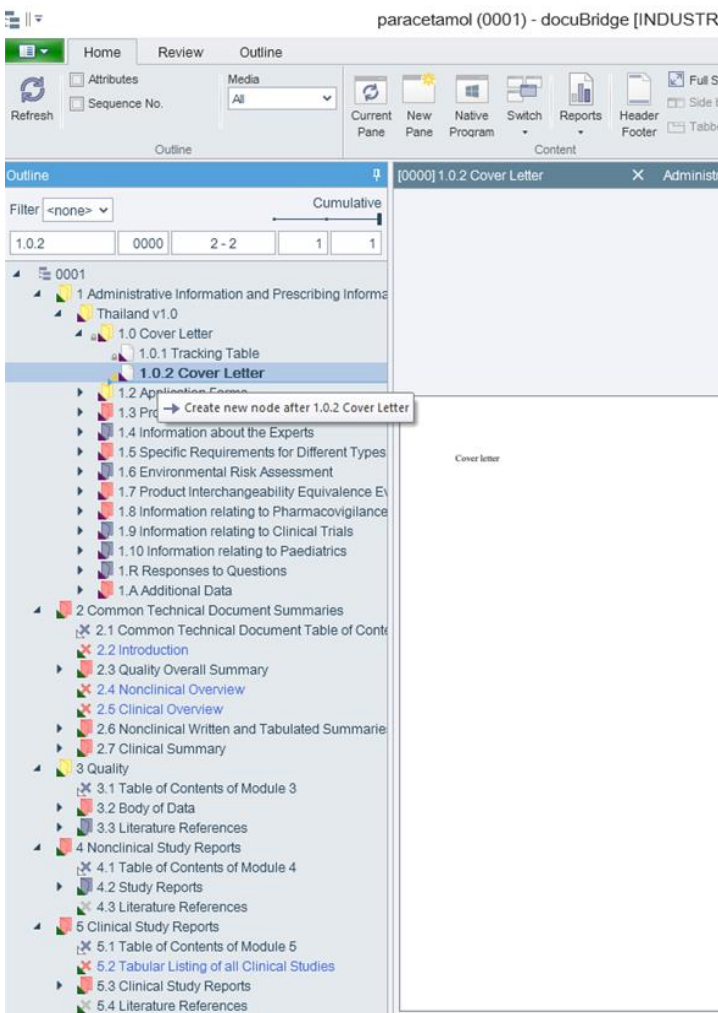 paracetamol (0001) - docuBridge [INDUSTR
Home Review Outline
Refresh
Attributes
Sequence No.
Media
All
Outline
Current Pane
New Pane
Native Program
Switch
Reports
Header Footer
Full S
Side
Tabb
Content
Outline
[0000] 1.0.2 Cover Letter Administr
Filter <none> Cumulative
1.0.2 0000 2 - 2 1 1
0001
1 Administrative Information and Prescribing Informa
Thailand v1.0
1.0 Cover Letter
1.0.1 Tracking Table
1.0.2 Cover Letter
1.2 Application Forms
Create new node after 1.0.2 Cover Letter
1.3 Pro
1.4 Information about the Experts
1.5 Specific Requirements for Different Types
1.6 Environmental Risk Assessment
1.7 Product Interchangeability Equivalence Ev
1.8 Information relating to Pharmacovigilance
1.9 Information relating to Clinical Trials
1.10 Information relating to Paediatrics
1.R Responses to Questions
1.A Additional Data
2 Common Technical Document Summaries
2.1 Common Technical Document Table of Conte
2.2 Introduction
2.3 Quality Overall Summary
2.4 Nonclinical Overview
2.5 Clinical Overview
2.6 Nonclinical Written and Tabulated Summarie
2.7 Clinical Summary
3 Quality
3.1 Table of Contents of Module 3
3.2 Body of Data
3.3 Literature References
4 Nonclinical Study Reports
4.1 Table of Contents of Module 4
4.2 Study Reports
4.3 Literature References
5 Clinical Study Reports
5.1 Table of Contents of Module 5
5.2 Tabular Listing of all Clinical Studies
5.3 Clinical Study Reports
5.4 Literature References
Cover letter